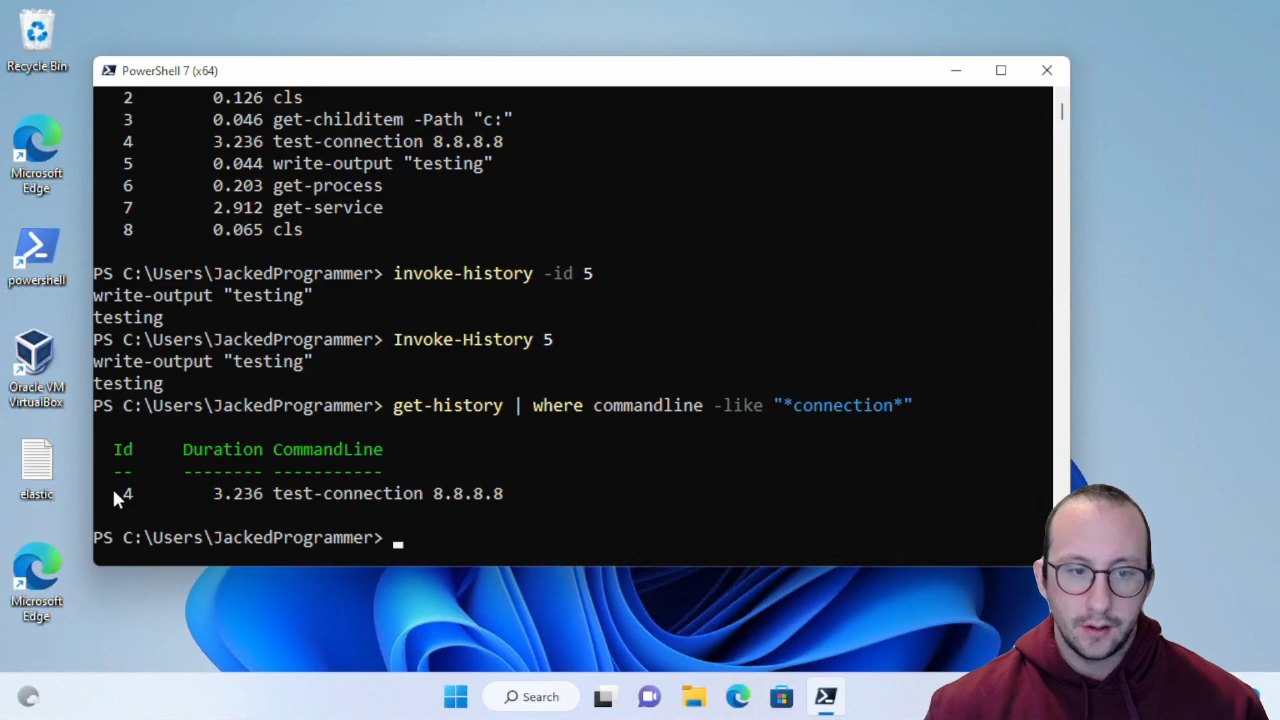 Recycle Bin
Microsoft
Edge
powershell
Oracle VM
VirtualBox
elastic
Microsoft
Edge
PowerShell 7 (x64)
2 0.126 cls
3 0.046 get-childitem -Path "c:"
4 3.236 test-connection 8.8.8.8
5 0.044 write-output "testing"
6 0.203 get-process
7 2.912 get-service
8 0.065 cls
PS C:\Users\JackedProgrammer> invoke-history -id 5
write-output "testing"
testing
PS C:\Users\JackedProgrammer> Invoke-History 5
write-output "testing"
testing
PS C:\Users\JackedProgrammer> get-history | where commandline -like "*connection*"
Id Duration CommandLine
-- -------- -----------
4 3.236 test-connection 8.8.8.8
PS C:\Users\JackedProgrammer>
Search